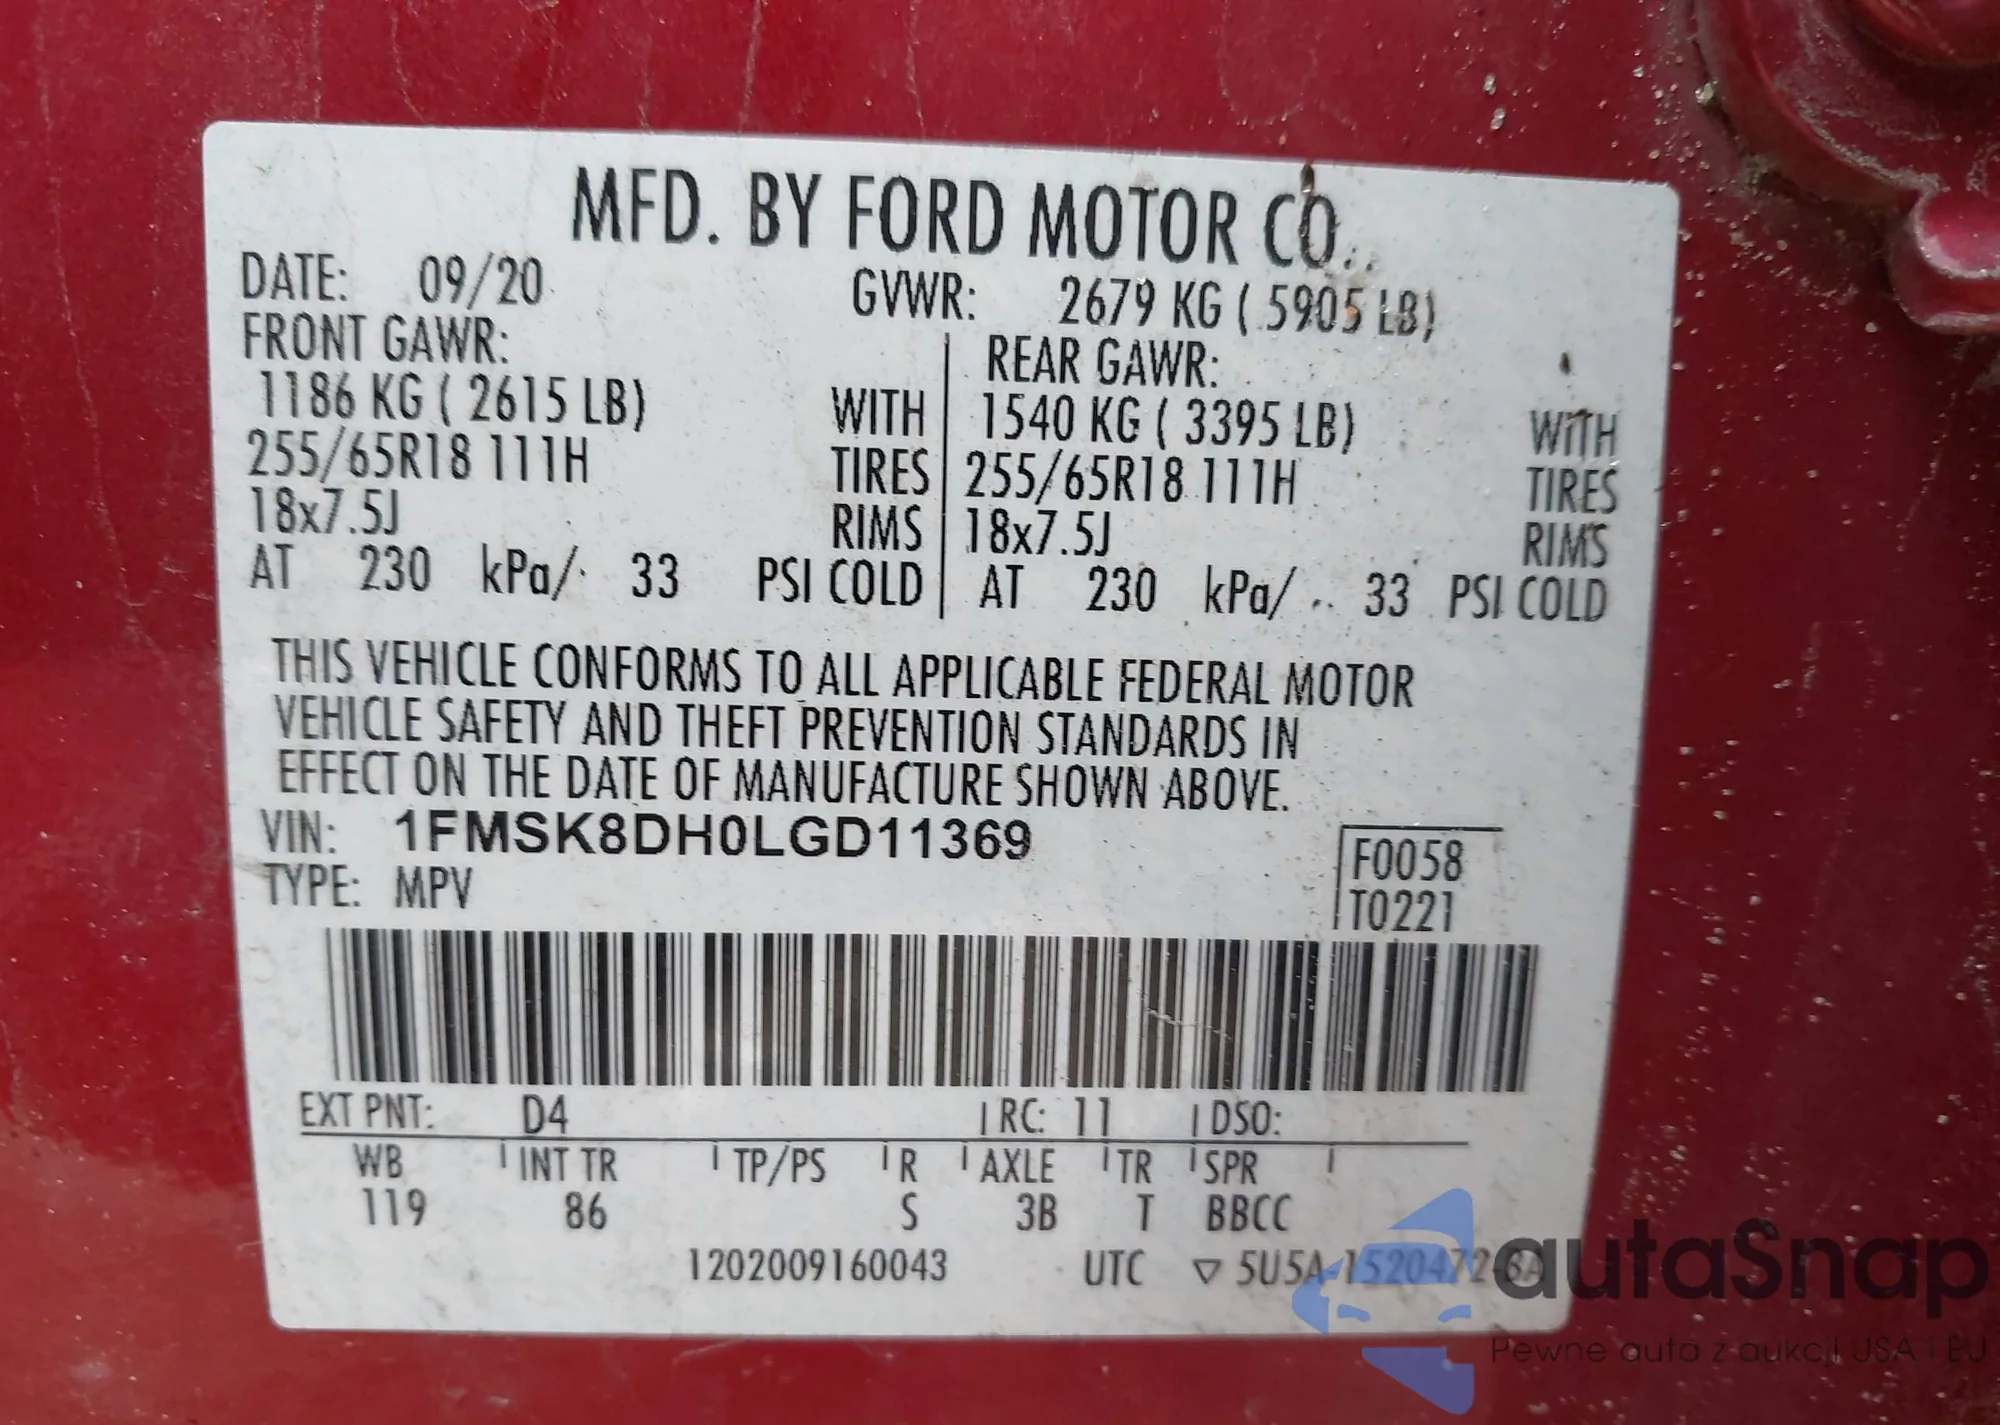 MFD. BY FORD MOTOR CO.
DATE: 09/20 GVWR: 2679 KG ( 5905 LB)
FRONT GAWR: REAR GAWR:
1186 KG ( 2615 LB) WITH 1540 KG ( 3395 LB) WITH
255/65R18 111H TIRES 255/65R18 111H TIRES
18x7.5J RIMS 18x7.5J RIMS
AT 230 kPa/ 33 PSI COLD AT 230 kPa/ 33 PSI COLD
THIS VEHICLE CONFORMS TO ALL APPLICABLE FEDERAL MOTOR
VEHICLE SAFETY AND THEFT PREVENTION STANDARDS IN
EFFECT ON THE DATE OF MANUFACTURE SHOWN ABOVE.
VIN: 1FMSK8DH0LGD11369
TYPE: MPV
F0058
T0221
EXT PNT: D4 RC: 11 DSO:
WB INT TR TP/PS R AXLE TR SPR
119 86 S 3B T BBCC
1202009160043 UTC ▽ 5U5A-1520472-BA
autaSnap
Pewne auta z aukcji USA i EU